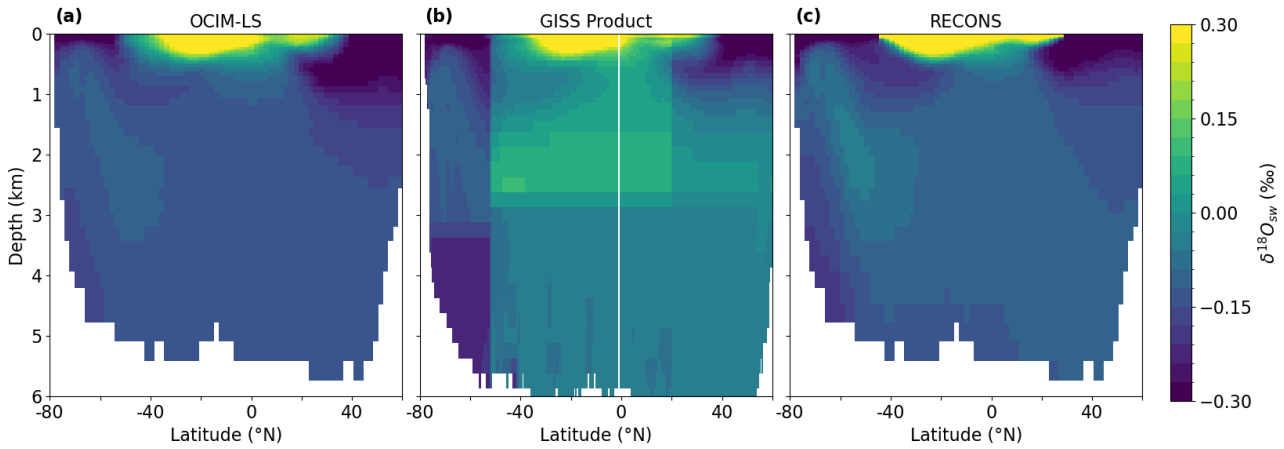 (a) OCIM-LS
(b) GISS Product
(c) RECONS
0
1
2
3
4
5
6
Depth (km)
-80 -40 0 40
Latitude (°N)
-80 -40 0 40
Latitude (°N)
-80 -40 0 40
Latitude (°N)
0.30
0.15
0.00
−0.15
−0.30
δ¹⁸O_sw (‰)